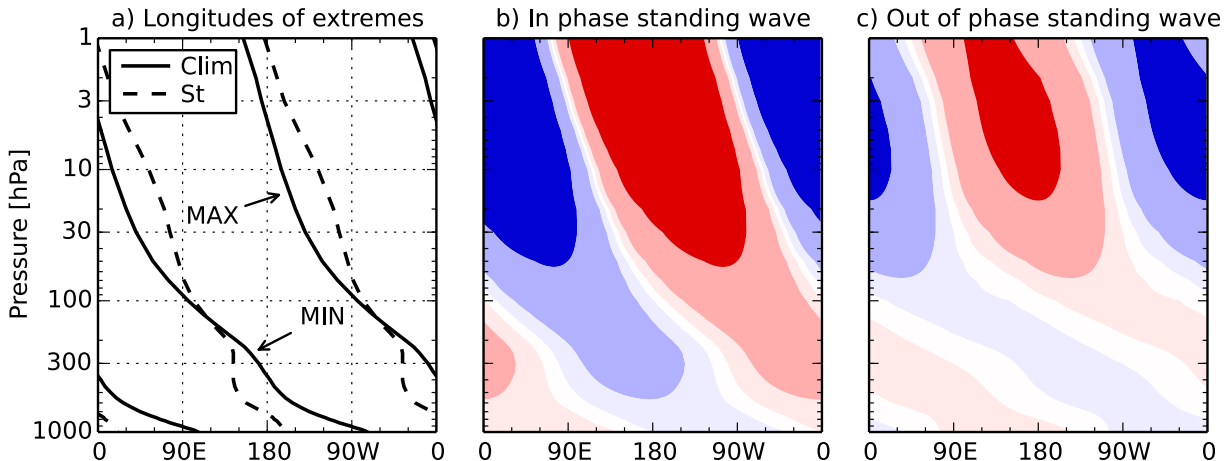 a) Longitudes of extremes
b) In phase standing wave
c) Out of phase standing wave
Pressure [hPa]
1
3
10
30
100
300
1000
Clim
St
MAX
MIN
0 90E 180 90W 0
0 90E 180 90W 0
0 90E 180 90W 0